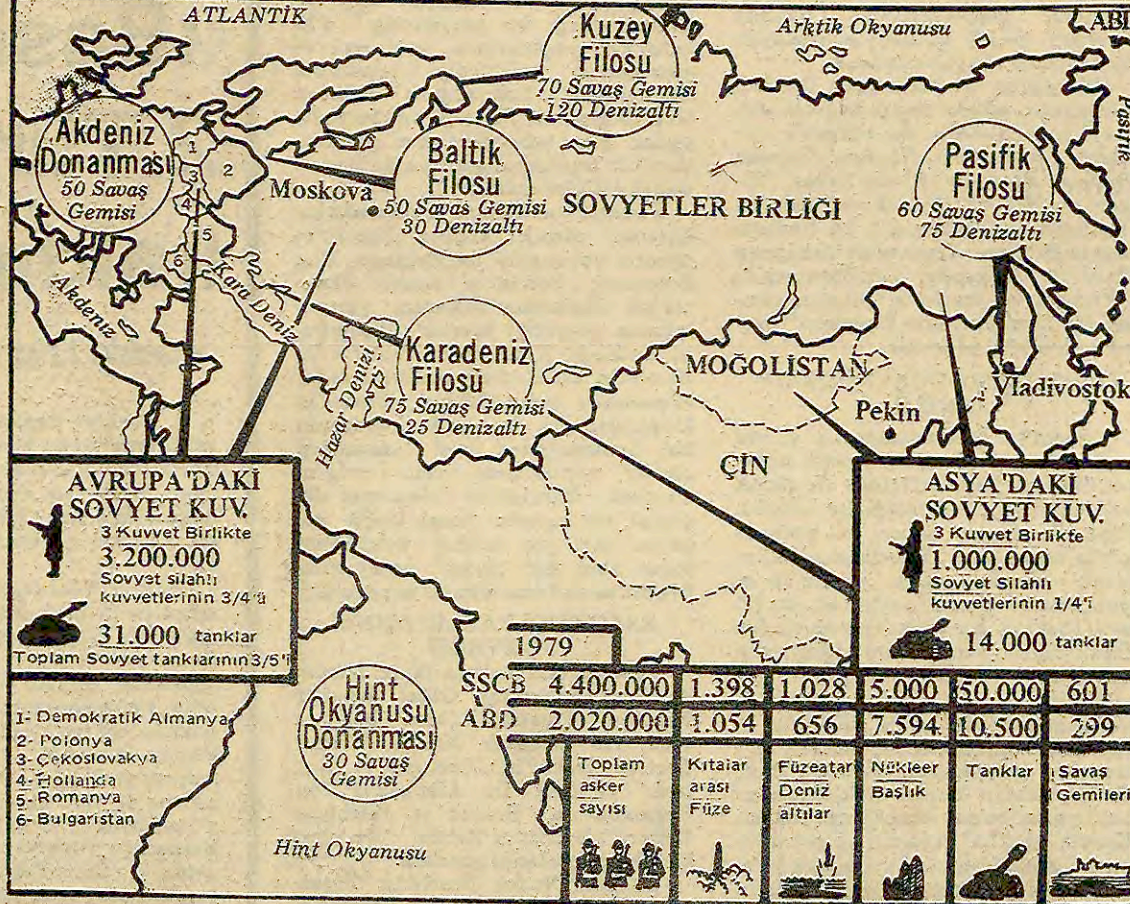 ATLANTİK
Arktik Okyanusu
ABD
Pasifik
Kuzey
Filosu
70 Savaş Gemisi
120 Denizaltı
Akdeniz
Donanması
50 Savaş
Gemisi
1
2
3
4
5
6
Moskova
Baltık
Filosu
50 Savaş Gemisi
30 Denizaltı
SOVYETLER BİRLİĞİ
Pasifik
Filosu
60 Savaş Gemisi
75 Denizaltı
Akdeniz
Kara Deniz
Hazar Denizi
Karadeniz
Filosu
75 Savaş Gemisi
25 Denizaltı
MOĞOLİSTAN
Pekin
Vladivostok
ÇİN
AVRUPA'DAKİ
SOVYET KUV.
3 Kuvvet Birlikte
3.200.000
Sovyet silahlı
kuvvetlerinin 3/4'ü
31.000 tanklar
Toplam Sovyet tanklarının 3/5'i
ASYA'DAKİ
SOVYET KUV.
3 Kuvvet Birlikte
1.000.000
Sovyet Silahlı
kuvvetlerinin 1/4'i
14.000 tanklar
1- Demokratik Almanya
2- Polonya
3- Çekoslovakya
4- Hollanda
5- Romanya
6- Bulgaristan
Hint
Okyanusu
Donanması
30 Savaş
Gemisi
Hint Okyanusu
1979
SSCB 4.400.000 1.398 1.028 5.000 50.000 601
ABD 2.020.000 1.054 656 7.594 10.500 299
Toplam
asker
sayısı
Kıtalar
arası
Füze
Füzeatar
Deniz
altılar
Nükleer
Başlık
Tanklar
Savaş
Gemileri